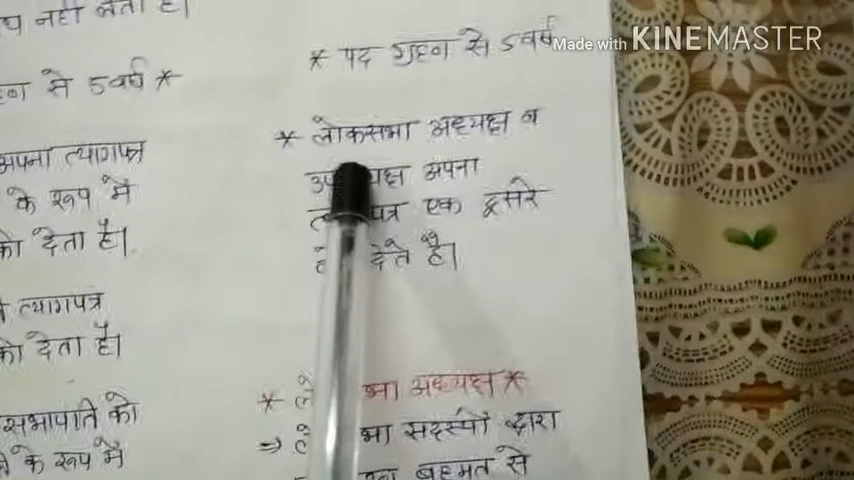 नहीं लेता है।
से 5 वर्ष *
अपना त्यागपत्र
के रूप में
को देता है।
त्यागपत्र
को देता है।
सभापति को
के रूप में
* पद ग्रहण से 5 वर्ष
Made with KINEMASTER
* लोकसभा अध्यक्ष व
अपना
एक दूसरे
देते है।
* अध्यक्ष *
⇒ सदस्यों द्वारा
बहुमत से